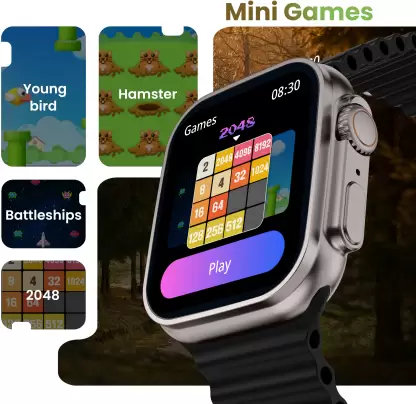 Mini Games
Young
bird
Hamster
Battleships
2048
08:30
Games
2048
2 2048 4096 8192
8 4 32 1024
16 64
128 256 512
Play